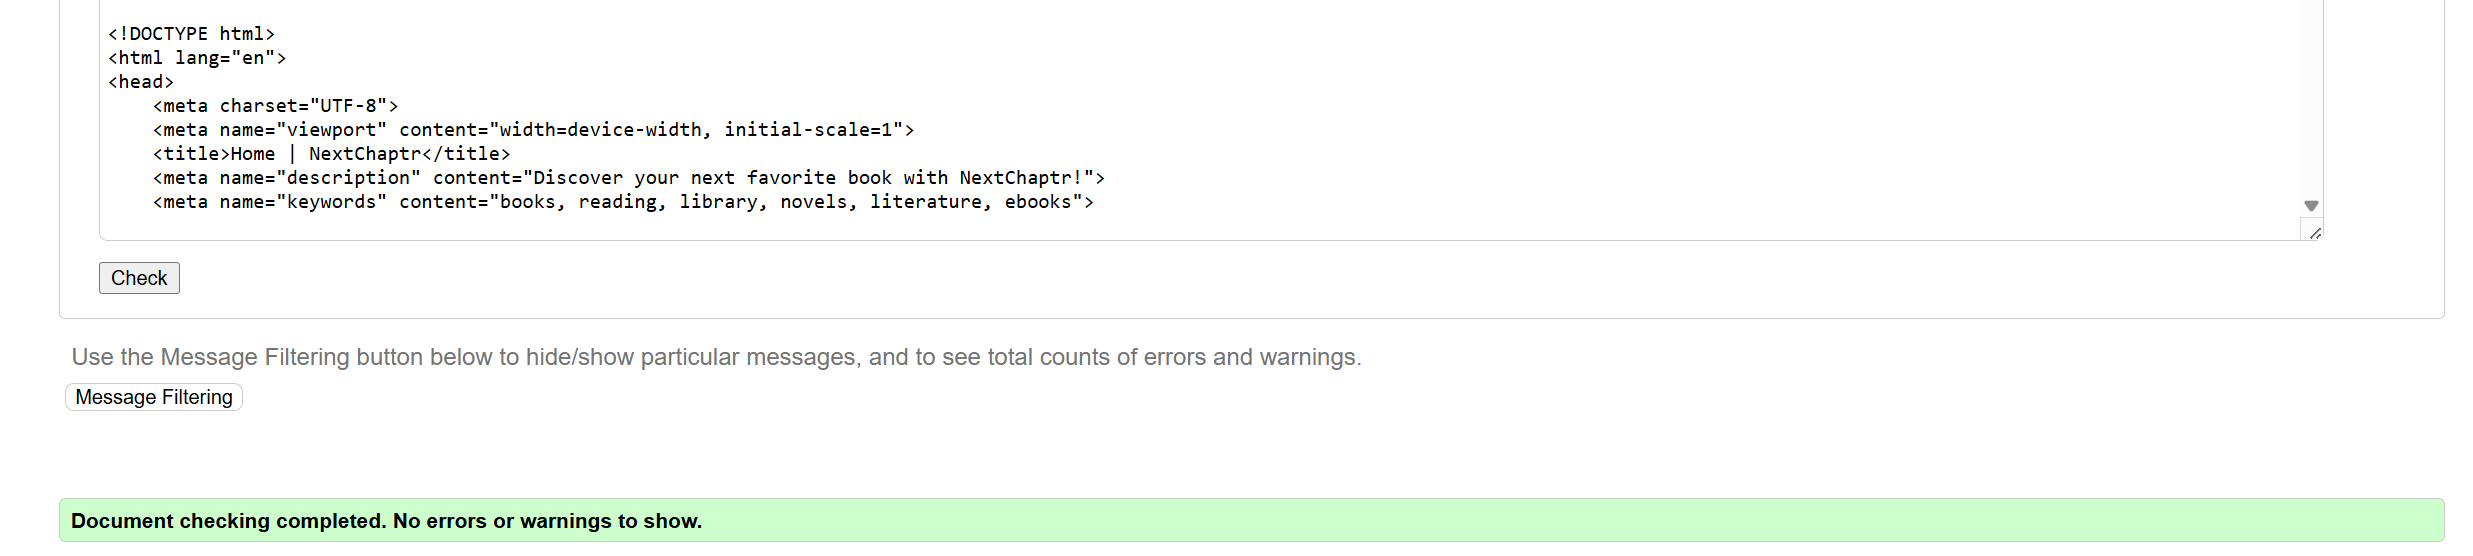 <!DOCTYPE html>
<html lang="en">
<head>
    <meta charset="UTF-8">
    <meta name="viewport" content="width=device-width, initial-scale=1">
    <title>Home | NextChaptr</title>
    <meta name="description" content="Discover your next favorite book with NextChaptr!">
    <meta name="keywords" content="books, reading, library, novels, literature, ebooks">
Check
Use the Message Filtering button below to hide/show particular messages, and to see total counts of errors and warnings.
Message Filtering
Document checking completed. No errors or warnings to show.